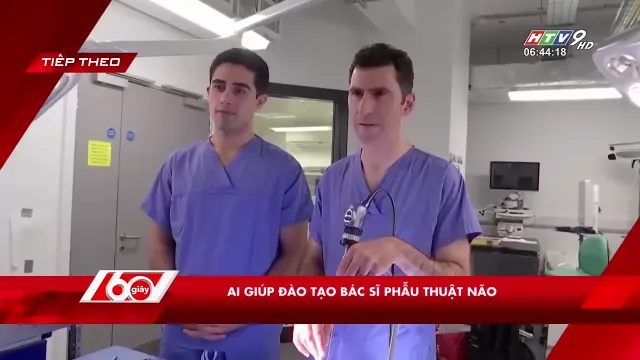 TIẾP THEO
HTV9 HD
06:44:18
60 giây
AI GIÚP ĐÀO TẠO BÁC SĨ PHẪU THUẬT NÃO